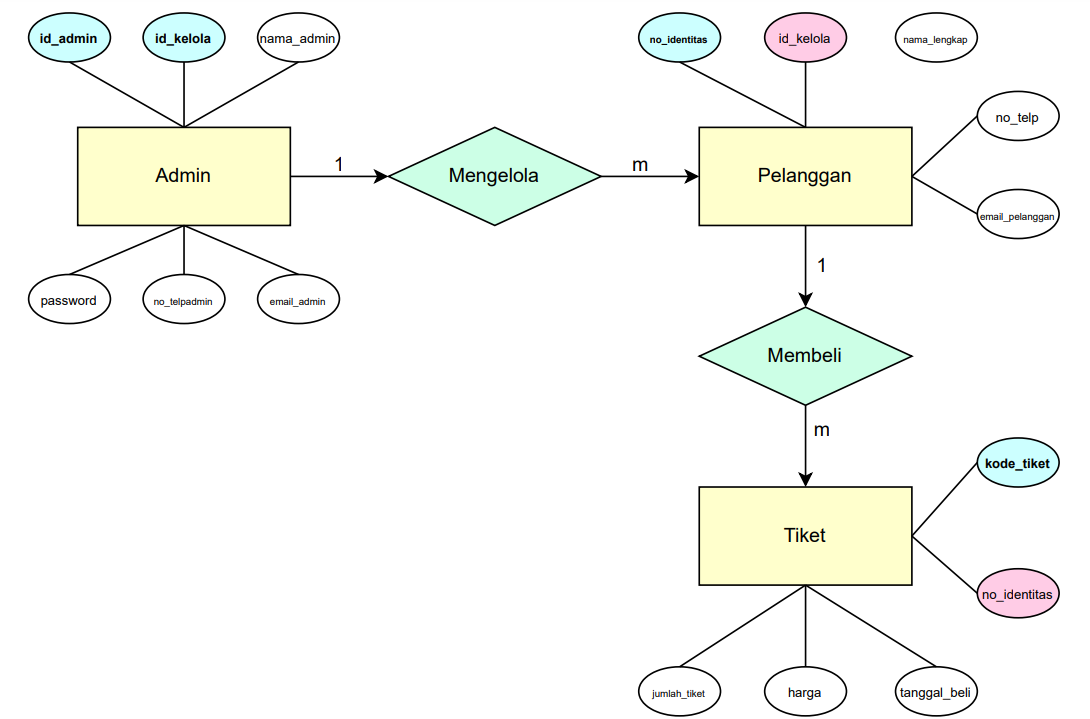 id_admin
id_kelola
nama_admin
no_identitas
id_kelola
nama_lengkap
no_telp
Admin
1
Mengelola
m
Pelanggan
email_pelanggan
password
no_telpadmin
email_admin
1
Membeli
m
kode_tiket
Tiket
no_identitas
jumlah_tiket
harga
tanggal_beli